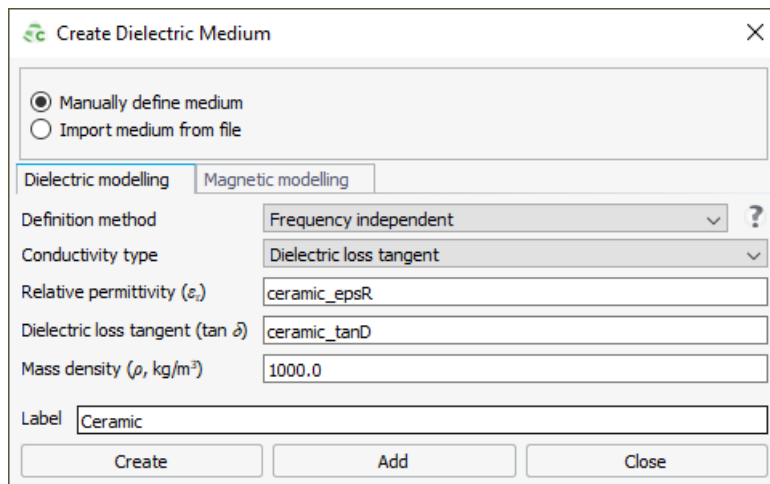 Create Dielectric Medium
Manually define medium
Import medium from file
Dielectric modelling Magnetic modelling
Definition method Frequency independent ?
Conductivity type Dielectric loss tangent
Relative permittivity (εᵣ) ceramic_epsR
Dielectric loss tangent (tan δ) ceramic_tanD
Mass density (ρ, kg/m³) 1000.0
Label Ceramic
Create Add Close